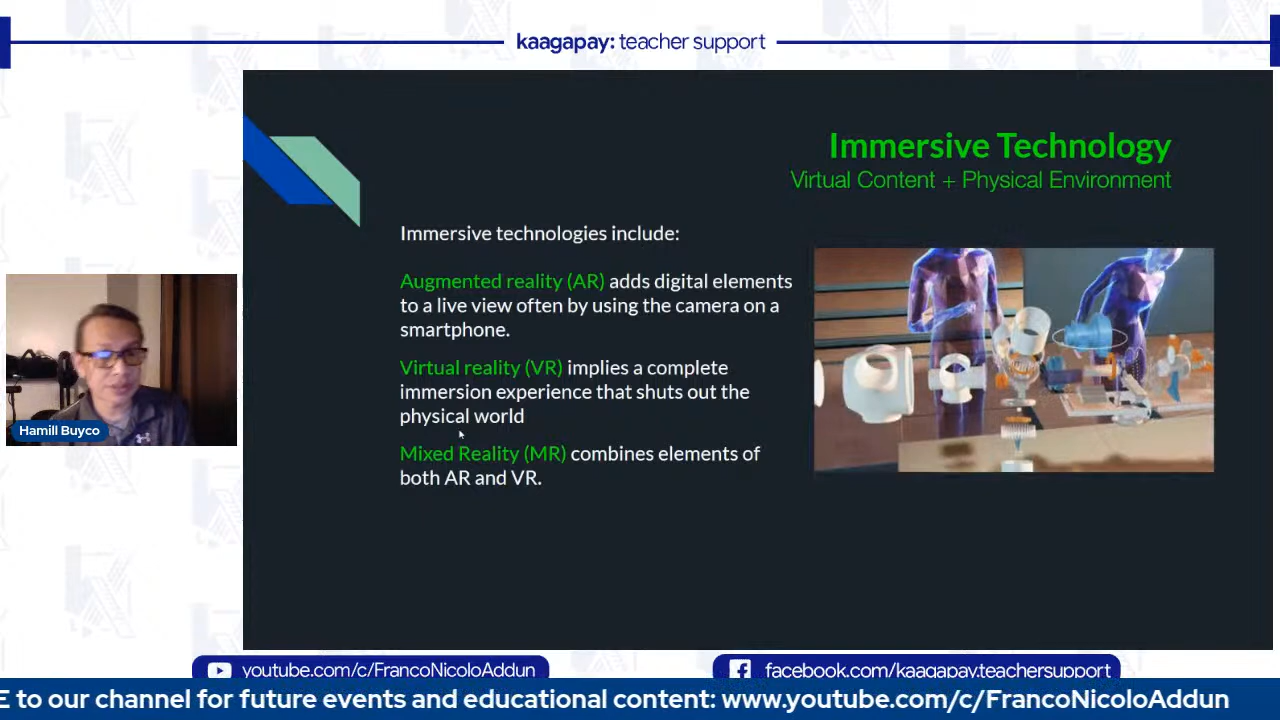 kaagapay: teacher support
Immersive Technology
Virtual Content + Physical Environment
Immersive technologies include:
Augmented reality (AR) adds digital elements
to a live view often by using the camera on a
smartphone.
Virtual reality (VR) implies a complete
immersion experience that shuts out the
physical world
Mixed Reality (MR) combines elements of
both AR and VR.
Hamill Buyco
youtube.com/c/FrancoNicoloAddun
facebook.com/kaagapay.teachersupport
E to our channel for future events and educational content: www.youtube.com/c/FrancoNicoloAddun